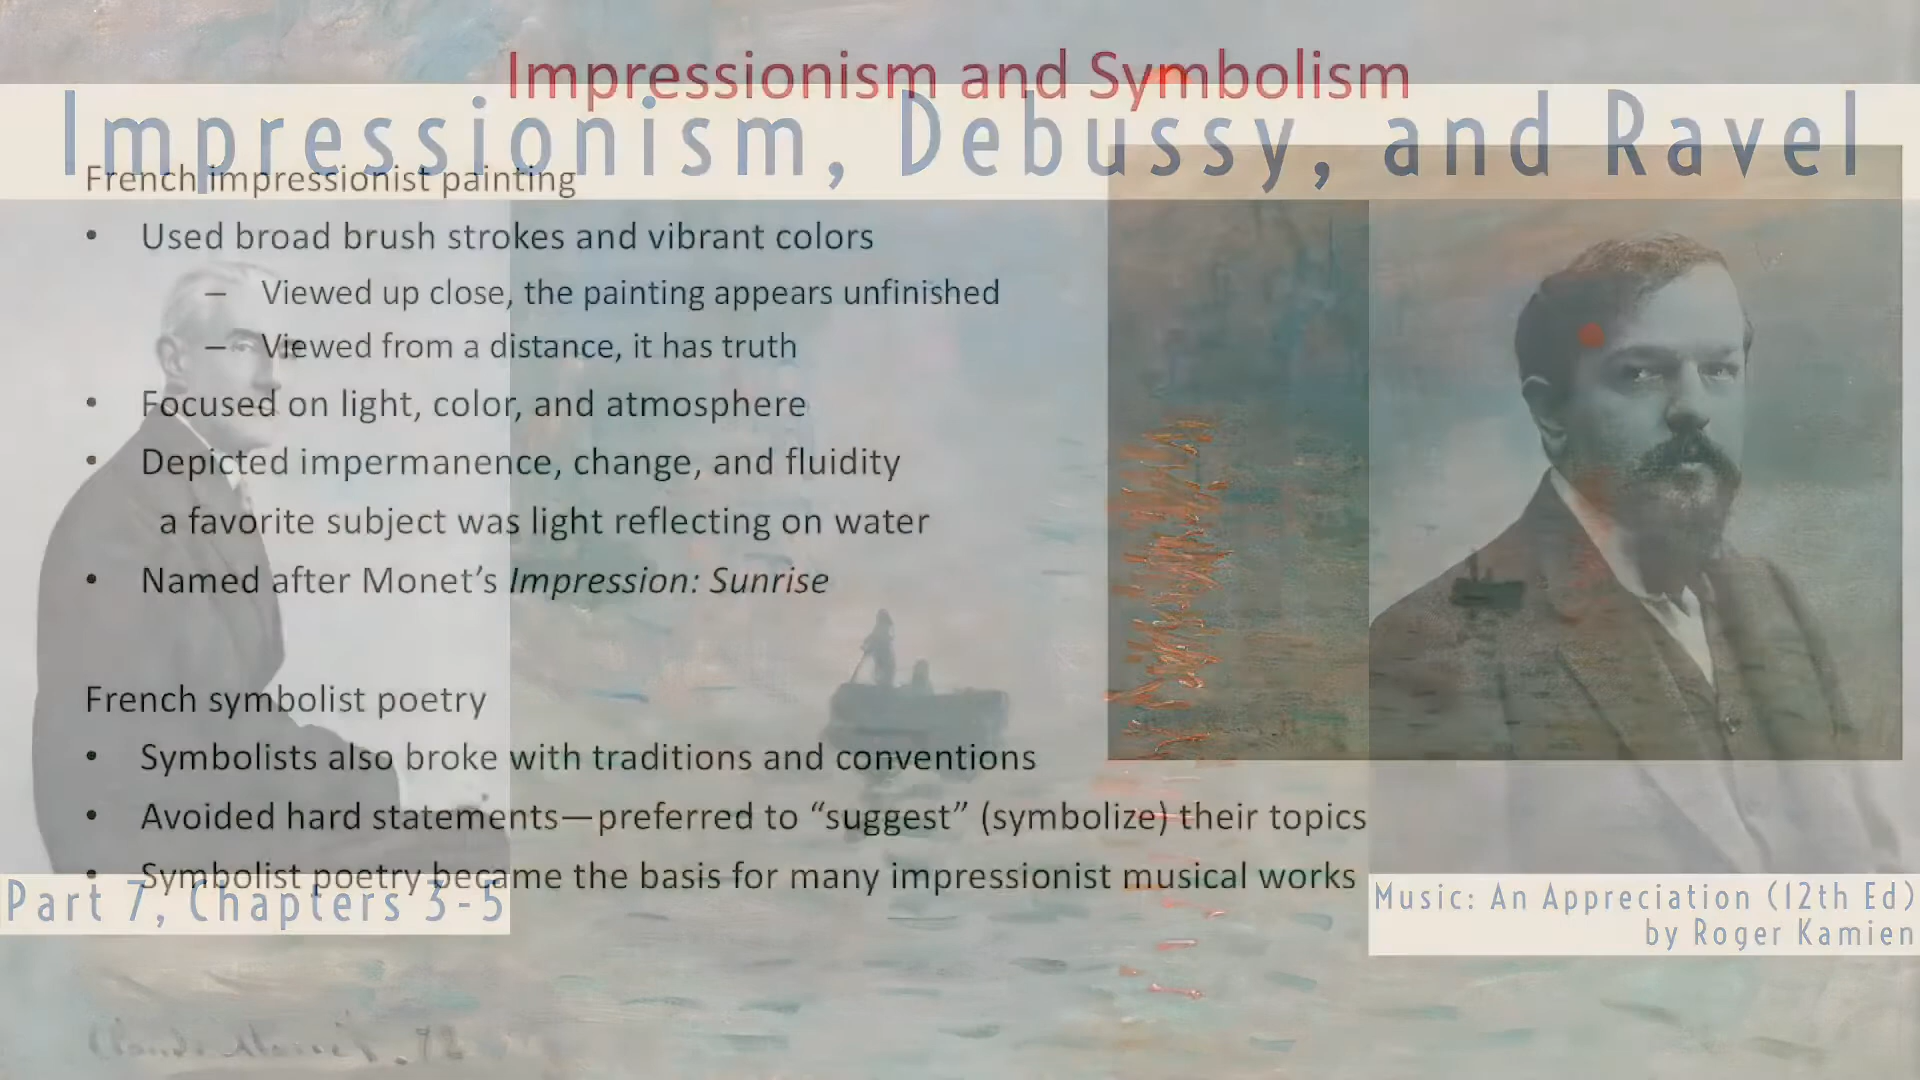 Impressionism and Symbolism
Impressionism, Debussy, and Ravel
French impressionist painting
• Used broad brush strokes and vibrant colors
– Viewed up close, the painting appears unfinished
– Viewed from a distance, it has truth
• Focused on light, color, and atmosphere
• Depicted impermanence, change, and fluidity
a favorite subject was light reflecting on water
• Named after Monet’s Impression: Sunrise
French symbolist poetry
• Symbolists also broke with traditions and conventions
• Avoided hard statements—preferred to “suggest” (symbolize) their topics
• Symbolist poetry became the basis for many impressionist musical works
Part 7, Chapters 3-5
Music: An Appreciation (12th Ed)
by Roger Kamien
Claude Monet . 72